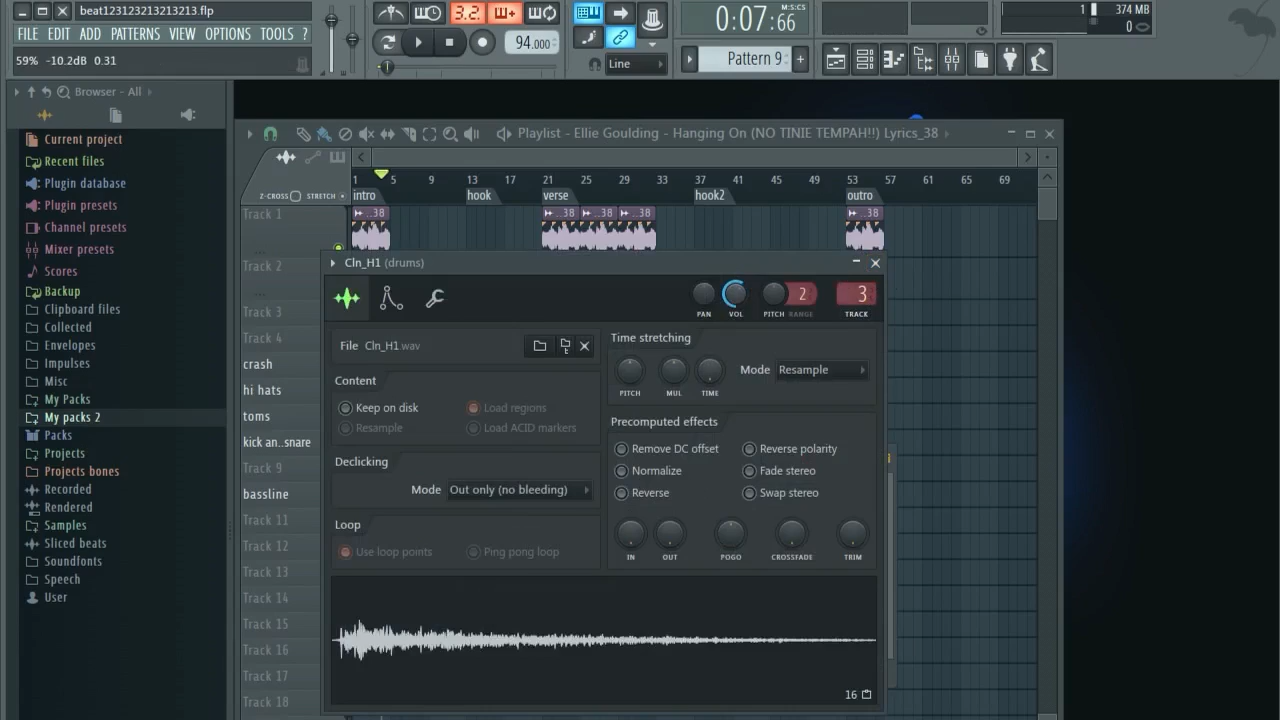 beat123123213213213.flp
FILE EDIT ADD PATTERNS VIEW OPTIONS TOOLS ?
59% -10.2dB 0.31
3.2
94.000
Line
0:07:66
M:S:CS
Pattern 9
1
374 MB
0
Browser - All
Current project
Recent files
Plugin database
Plugin presets
Channel presets
Mixer presets
Scores
Backup
Clipboard files
Collected
Envelopes
Impulses
Misc
My Packs
My packs 2
Packs
Projects
Projects bones
Recorded
Rendered
Samples
Sliced beats
Soundfonts
Speech
User
Playlist - Ellie Goulding - Hanging On (NO TINIE TEMPAH!!) Lyrics_38
Z-CROSS STRETCH
1 5 9 13 17 21 25 29 33 37 41 45 49 53 57 61 65 69
intro hook verse hook2 outro
Track 1
..38 ..38 ..38 ..38 ..38
Track 2
Track 3
Track 4
crash
hi hats
toms
kick an..snare
Track 9
bassline
Track 11
Track 12
Track 13
Track 14
Track 15
Track 16
Track 17
Track 18
Cln_H1 (drums)
PAN VOL PITCH RANGE TRACK
2
3
File Cln_H1.wav
Content
Keep on disk
Load regions
Resample
Load ACID markers
Declicking
Mode Out only (no bleeding)
Loop
Use loop points
Ping pong loop
Time stretching
PITCH MUL TIME
Mode Resample
Precomputed effects
Remove DC offset
Reverse polarity
Normalize
Fade stereo
Reverse
Swap stereo
IN OUT POGO CROSSFADE TRIM
16